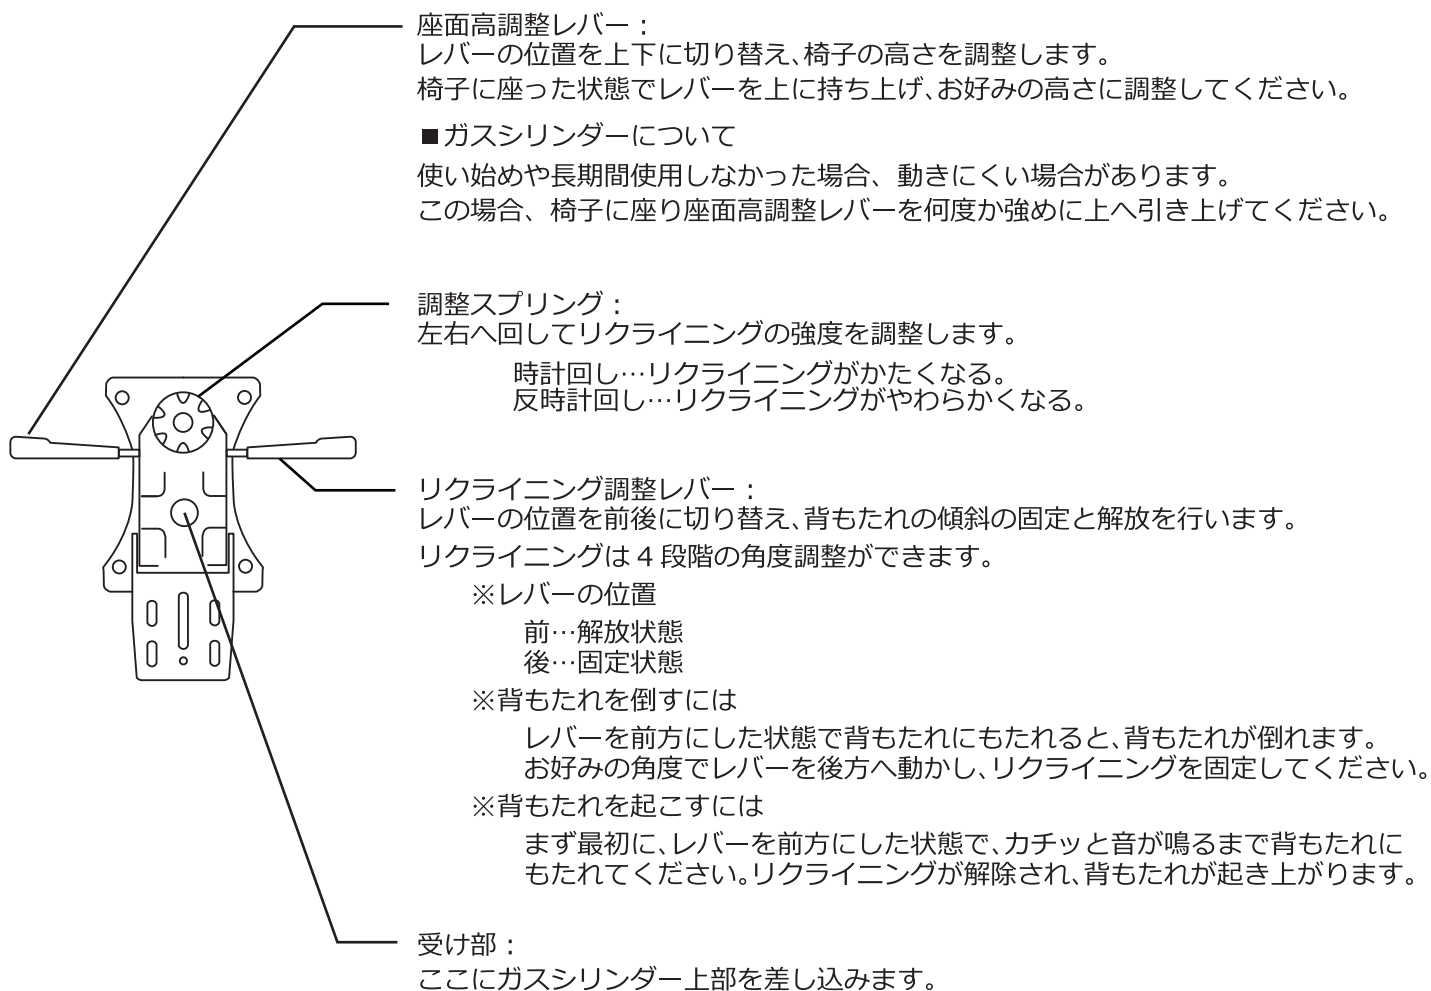 座面高調整レバー：
レバーの位置を上下に切り替え、椅子の高さを調整します。
椅子に座った状態でレバーを上に持ち上げ、お好みの高さに調整してください。
■ガスシリンダーについて
使い始めや長期間使用しなかった場合、動きにくい場合があります。
この場合、椅子に座り座面高調整レバーを何度か強めに上へ引き上げてください。
調整スプリング：
左右へ回してリクライニングの強度を調整します。
時計回し…リクライニングがかたくなる。
反時計回し…リクライニングがやわらかくなる。
リクライニング調整レバー：
レバーの位置を前後に切り替え、背もたれの傾斜の固定と解放を行います。
リクライニングは４段階の角度調整ができます。
※レバーの位置
前…解放状態
後…固定状態
※背もたれを倒すには
レバーを前方にした状態で背もたれにもたれると、背もたれが倒れます。
お好みの角度でレバーを後方へ動かし、リクライニングを固定してください。
※背もたれを起こすには
まず最初に、レバーを前方にした状態で、カチッと音が鳴るまで背もたれに
もたれてください。リクライニングが解除され、背もたれが起き上がります。
受け部：
ここにガスシリンダー上部を差し込みます。